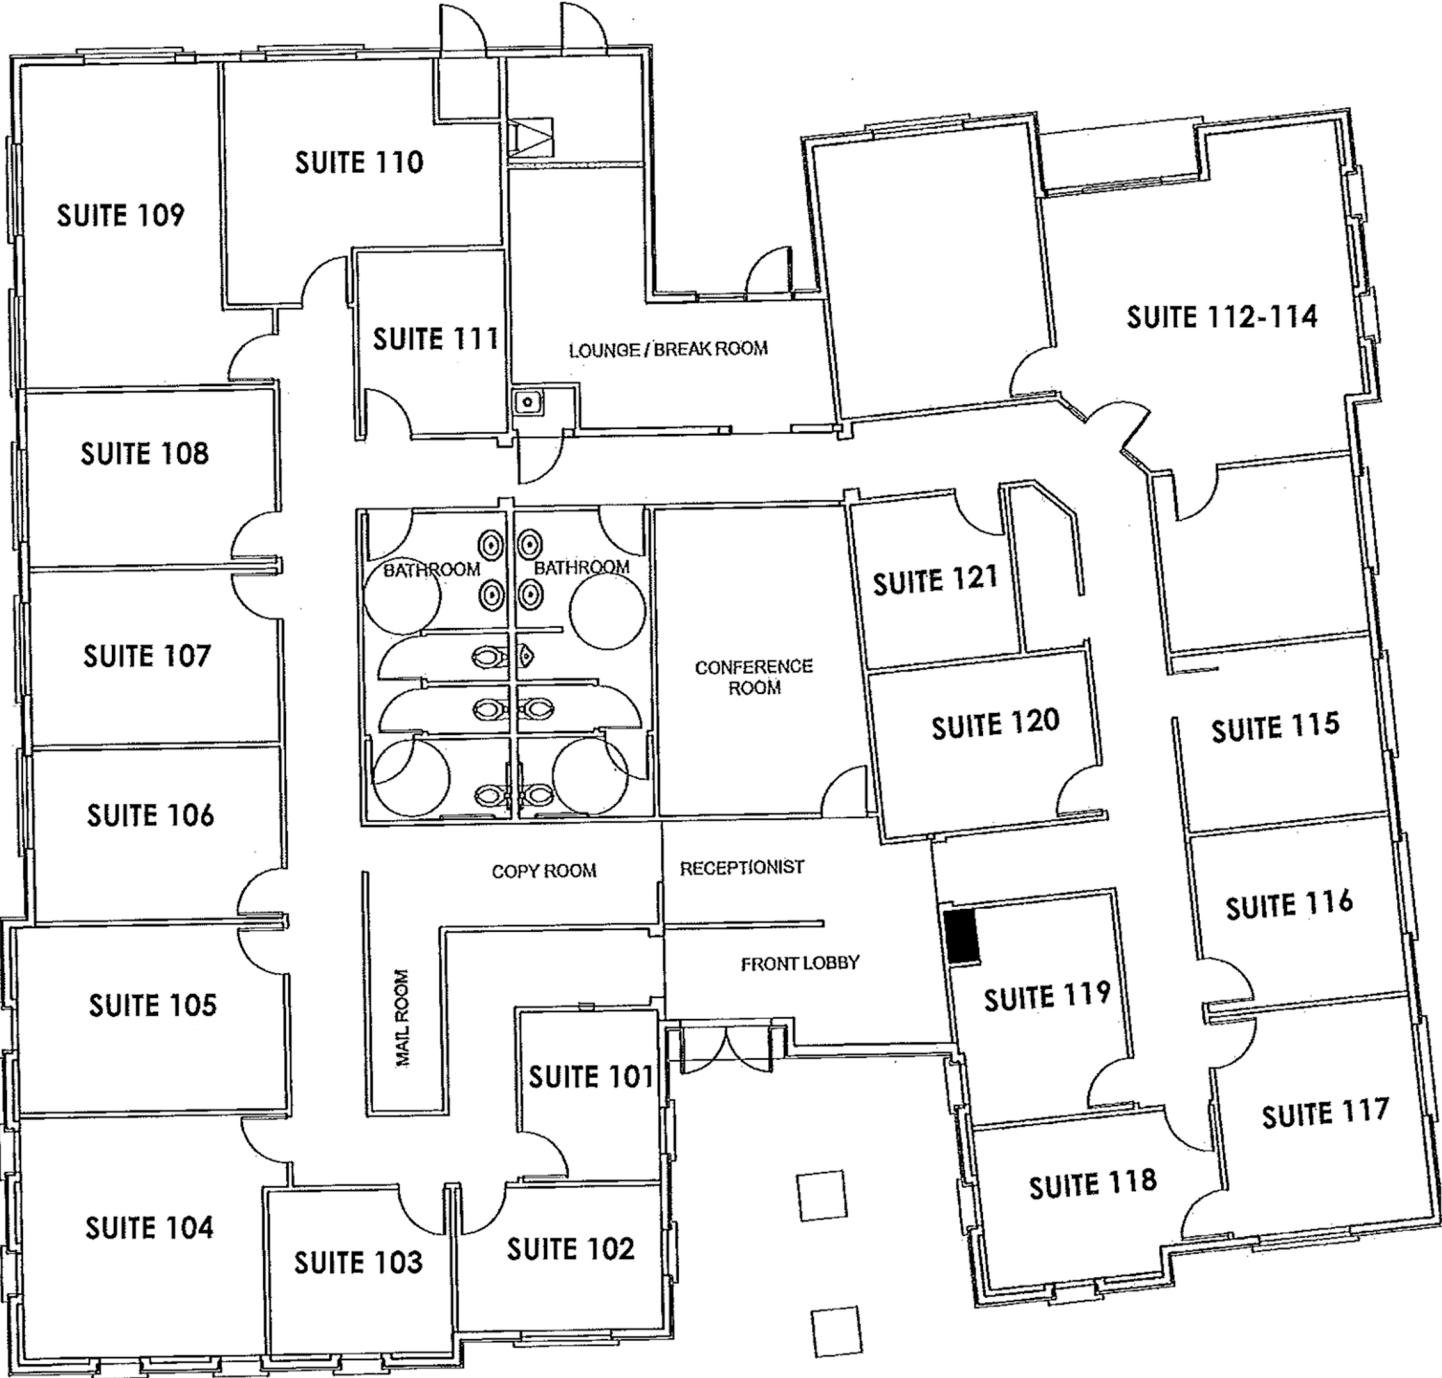 SUITE 110
SUITE 109
SUITE 111
LOUNGE / BREAK ROOM
SUITE 112-114
SUITE 108
BATHROOM
BATHROOM
SUITE 121
SUITE 107
CONFERENCE
ROOM
SUITE 120
SUITE 115
SUITE 106
COPY ROOM
RECEPTIONIST
SUITE 116
FRONT LOBBY
SUITE 105
MAIL ROOM
SUITE 119
SUITE 101
SUITE 117
SUITE 118
SUITE 104
SUITE 103
SUITE 102